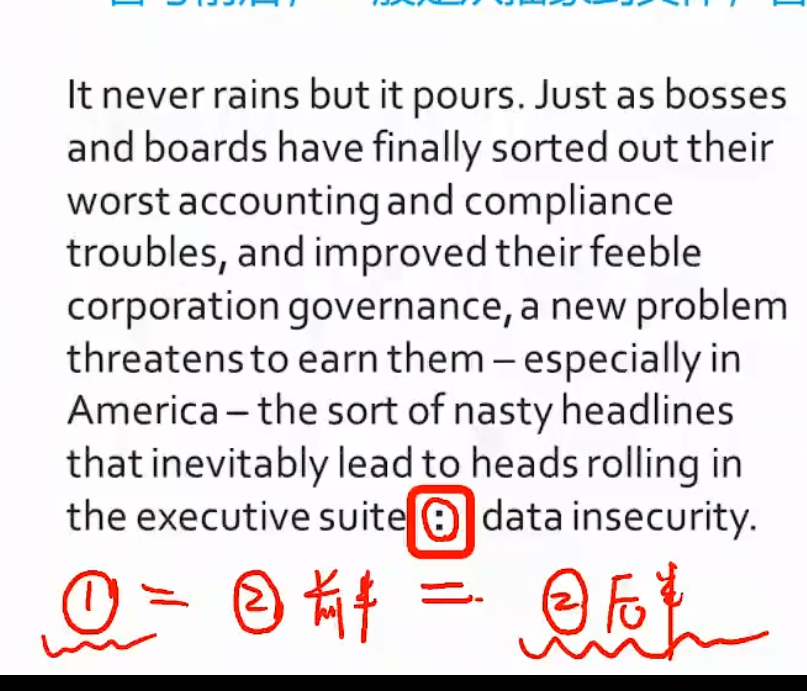 It never rains but it pours. Just as bosses
and boards have finally sorted out their
worst accounting and compliance
troubles, and improved their feeble
corporation governance, a new problem
threatens to earn them – especially in
America – the sort of nasty headlines
that inevitably lead to heads rolling in
the executive suite : data insecurity.
① = ② 前半 = ② 后半